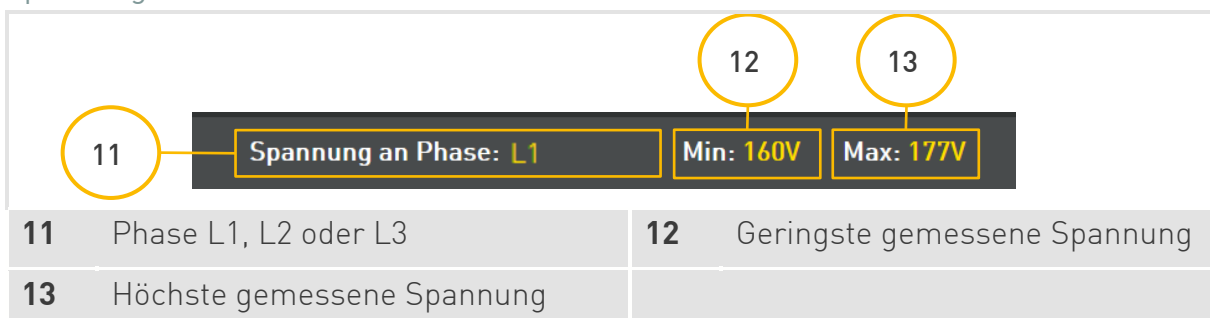 12 13
11 Spannung an Phase: L1 Min: 160V Max: 177V
11 Phase L1, L2 oder L3 12 Geringste gemessene Spannung
13 Höchste gemessene Spannung